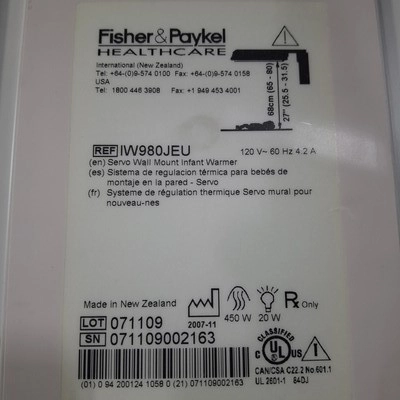 Fisher & Paykel
HEALTHCARE
International (New Zealand)
Tel: +64-(0)9-574 0100 Fax: +64-(0)9-574 0158
USA
Tel: 1800 446 3908 Fax: +1 949 453 4001
68cm (65 - 80)
27" (25.5 - 31.5)
REF IW980JEU
120 V~ 60 Hz 4.2 A
(en) Servo Wall Mount Infant Warmer
(es) Sistema de regulacion térmica para bebés de
montaje en la pared - Servo
(fr) Systeme de régulation thermique Servo mural pour
nouveau-nes
Made in New Zealand
2007-11
450 W
20 W
Rx Only
LOT 071109
SN 071109002163
CLASSIFIED
C UL US
CAN/CSA C22.2 No 601.1
UL 2601-1 84DJ
(01) 0 94 200124 1058 0 (21) 071109002163